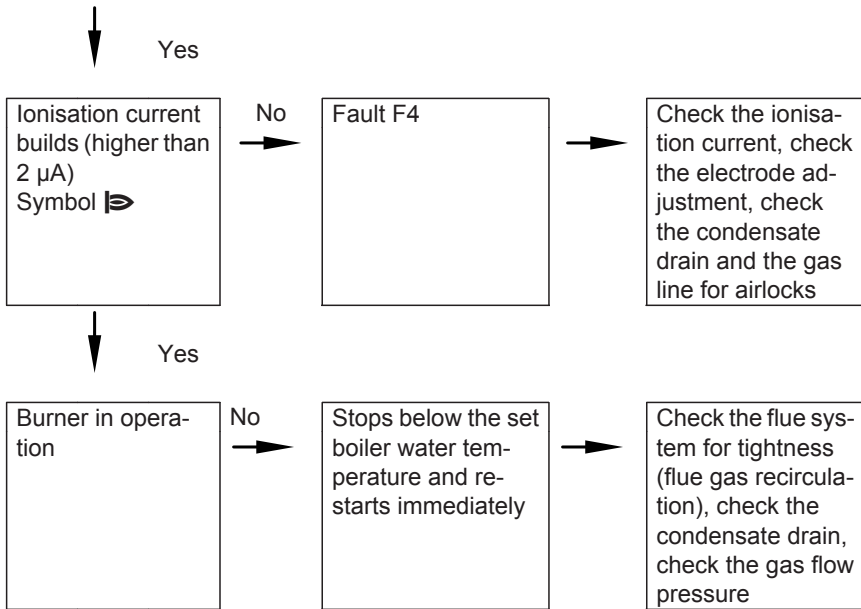 Yes
Ionisation current
builds (higher than
2 µA)
Symbol
No
Fault F4
Check the ionisa-
tion current, check
the electrode ad-
justment, check
the condensate
drain and the gas
line for airlocks
Yes
Burner in opera-
tion
No
Stops below the set
boiler water tem-
perature and re-
starts immediately
Check the flue sys-
tem for tightness
(flue gas recircula-
tion), check the
condensate drain,
check the gas flow
pressure